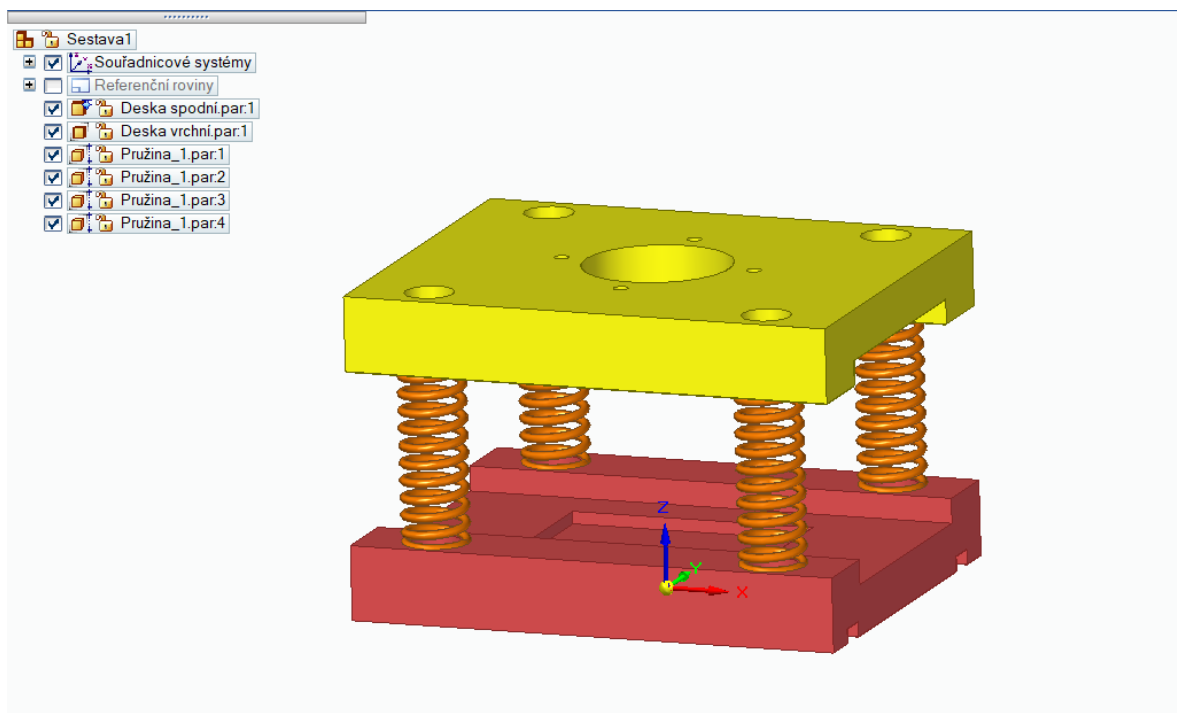 Sestava1
Souřadnicové systémy
Referenční roviny
Deska spodní.par:1
Deska vrchní.par:1
Pružina_1.par:1
Pružina_1.par:2
Pružina_1.par:3
Pružina_1.par:4
Z
Y
X